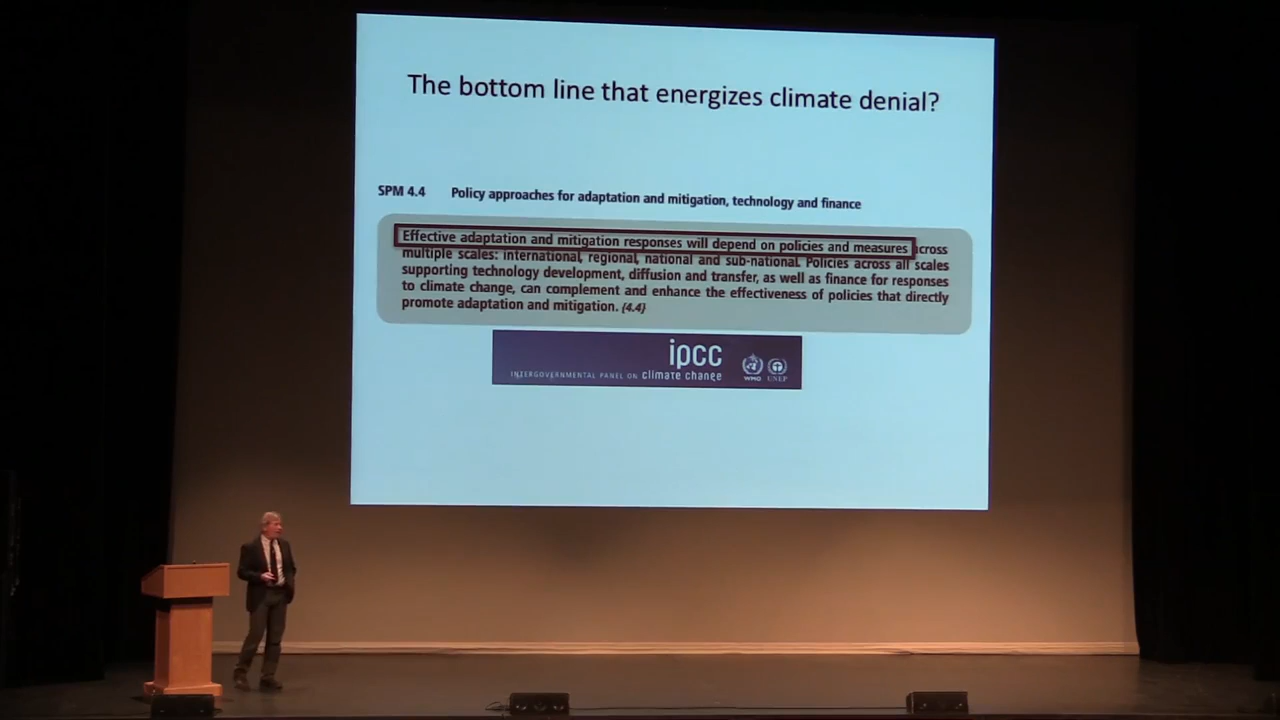 The bottom line that energizes climate denial?
SPM 4.4 Policy approaches for adaptation and mitigation, technology and finance
Effective adaptation and mitigation responses will depend on policies and measures across
multiple scales: international, regional, national and sub-national. Policies across all scales
supporting technology development, diffusion and transfer, as well as finance for responses
to climate change, can complement and enhance the effectiveness of policies that directly
promote adaptation and mitigation. {4.4}
ipcc
INTERGOVERNMENTAL PANEL ON climate change
WMO UNEP